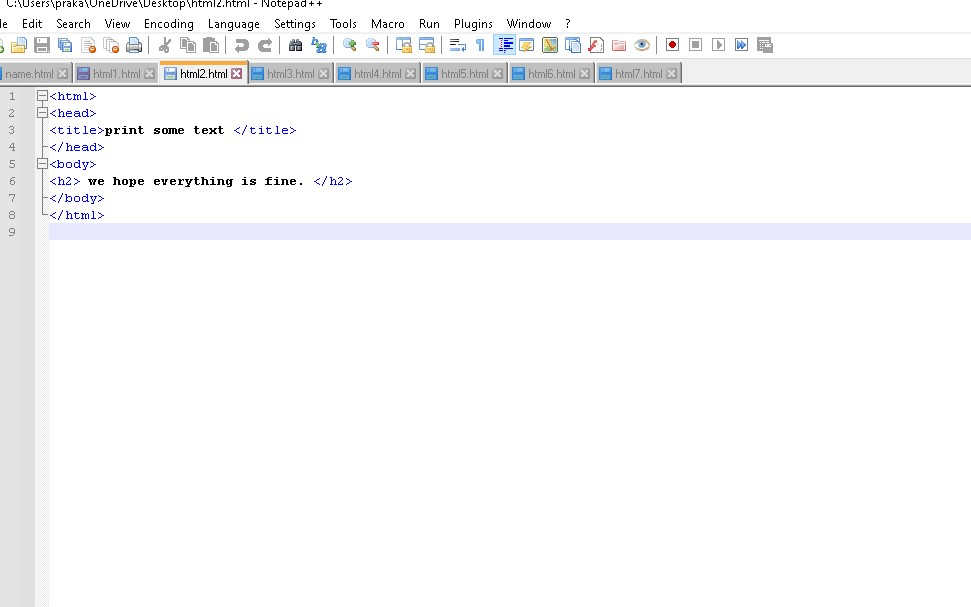 C:\Users\praka\OneDrive\Desktop\html2.html - Notepad++
Edit Search View Encoding Language Settings Tools Macro Run Plugins Window ?
name.html html1.html html2.html html3.html html4.html html5.html html6.html html7.html
1 <html>
2 <head>
3 <title>print some text </title>
4 </head>
5 <body>
6 <h2> we hope everything is fine. </h2>
7 </body>
8 </html>
9